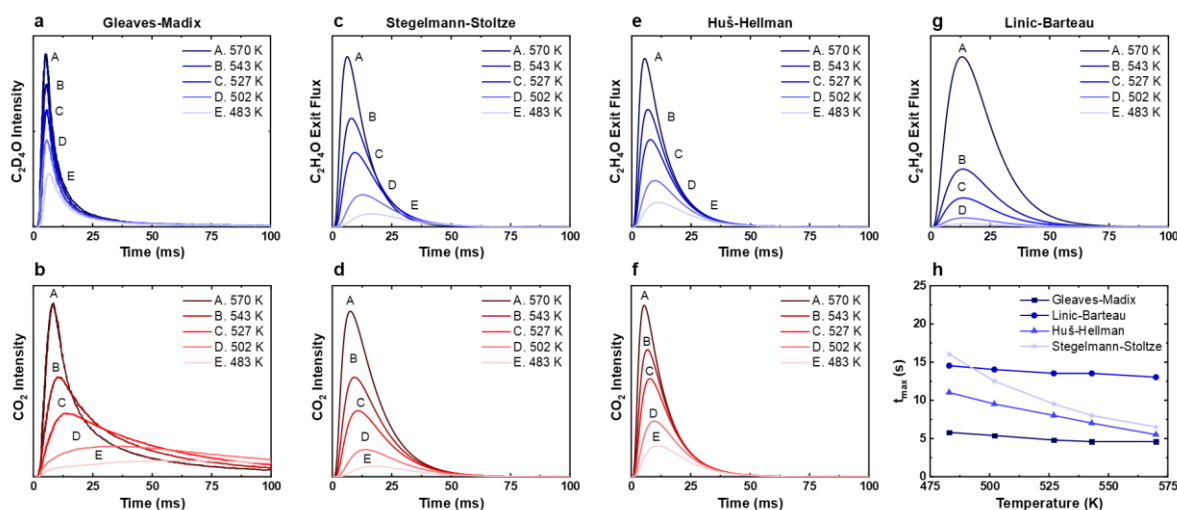 a Gleaves-Madix
C₂D₄O Intensity
A
B
C
D
E
A. 570 K
B. 543 K
C. 527 K
D. 502 K
E. 483 K
0 25 50 75 100
Time (ms)
c Stegelmann-Stoltze
C₂H₄O Exit Flux
A
B
C
D
E
A. 570 K
B. 543 K
C. 527 K
D. 502 K
E. 483 K
0 25 50 75 100
Time (ms)
e Huš-Hellman
C₂H₄O Exit Flux
A
B
C
D
E
A. 570 K
B. 543 K
C. 527 K
D. 502 K
E. 483 K
0 25 50 75 100
Time (ms)
g Linic-Barteau
C₂H₄O Exit Flux
A
B
C
D
A. 570 K
B. 543 K
C. 527 K
D. 502 K
E. 483 K
0 25 50 75 100
Time (ms)
b
CO₂ Intensity
A
B
C
D
E
A. 570 K
B. 543 K
C. 527 K
D. 502 K
E. 483 K
0 25 50 75 100
Time (ms)
d
CO₂ Intensity
A
B
C
D
E
A. 570 K
B. 543 K
C. 527 K
D. 502 K
E. 483 K
0 25 50 75 100
Time (ms)
f
CO₂ Intensity
A
B
C
D
E
A. 570 K
B. 543 K
C. 527 K
D. 502 K
E. 483 K
0 25 50 75 100
Time (ms)
h
t_max (s)
25
20
15
10
5
0
Gleaves-Madix
Linic-Barteau
Huš-Hellman
Stegelmann-Stoltze
475 500 525 550 575
Temperature (K)